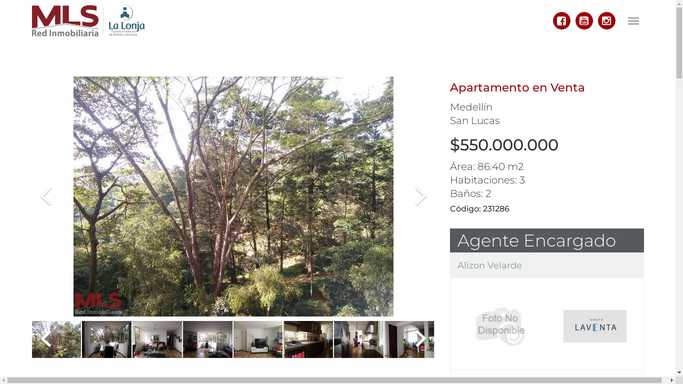 MLS
Red Inmobiliaria
La Lonja
Apartamento en Venta
Medellín
San Lucas
$550.000.000
Área: 86.40 m2
Habitaciones: 3
Baños: 2
Código: 231286
Agente Encargado
Alizon Velarde
MLS
Red Inmobiliaria
Foto No
Disponible
LAVENTA